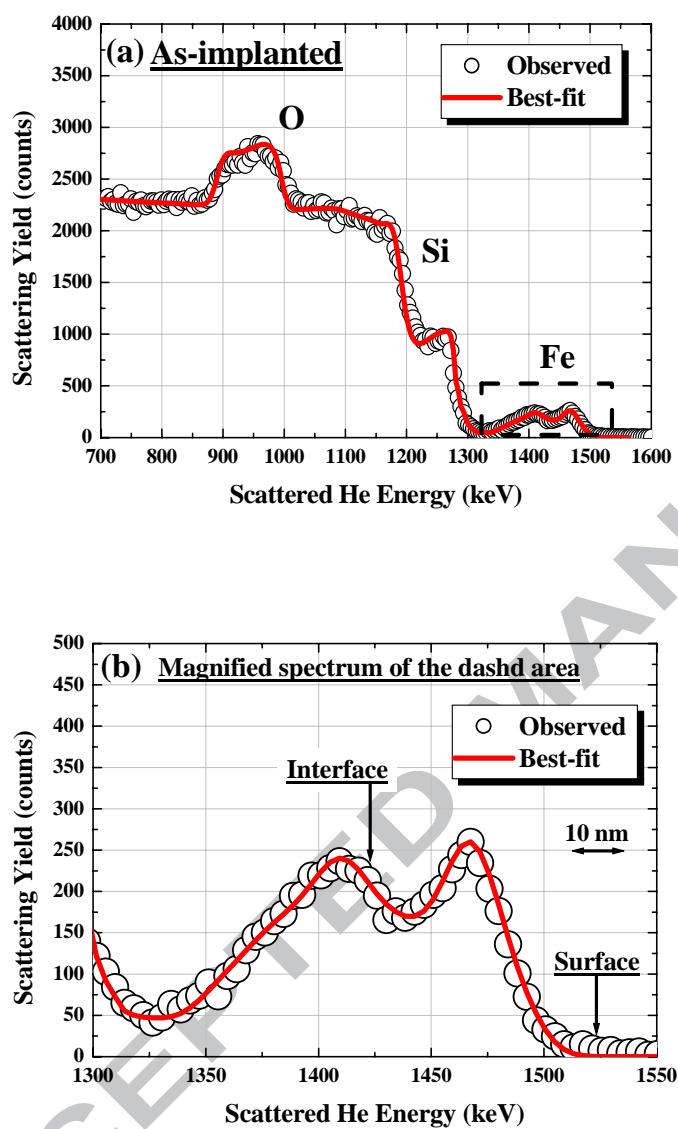 4000
3500
3000
2500
2000
1500
1000
500
0
Scattering Yield (counts)
(a) As-implanted
Observed
Best-fit
O
Si
Fe
700 800 900 1000 1100 1200 1300 1400 1500 1600
Scattered He Energy (keV)
500
450
400
350
300
250
200
150
100
50
0
Scattering Yield (counts)
(b) Magnified spectrum of the dashd area
Observed
Best-fit
Interface
10 nm
Surface
1300 1350 1400 1450 1500 1550
Scattered He Energy (keV)
CEPTED MAN